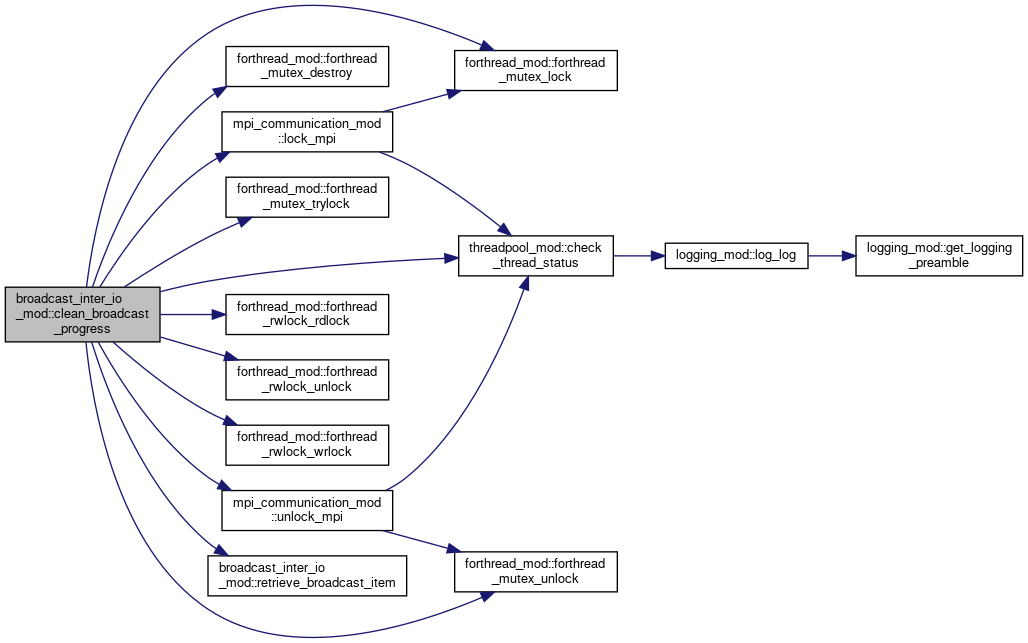 broadcast_inter_io
_mod::clean_broadcast
_progress
forthread_mod::forthread
_mutex_destroy
mpi_communication_mod
::lock_mpi
forthread_mod::forthread
_mutex_trylock
forthread_mod::forthread
_rwlock_rdlock
forthread_mod::forthread
_rwlock_unlock
forthread_mod::forthread
_rwlock_wrlock
mpi_communication_mod
::unlock_mpi
broadcast_inter_io
_mod::retrieve_broadcast_item
forthread_mod::forthread
_mutex_lock
threadpool_mod::check
_thread_status
forthread_mod::forthread
_mutex_unlock
logging_mod::log_log
logging_mod::get_logging
_preamble